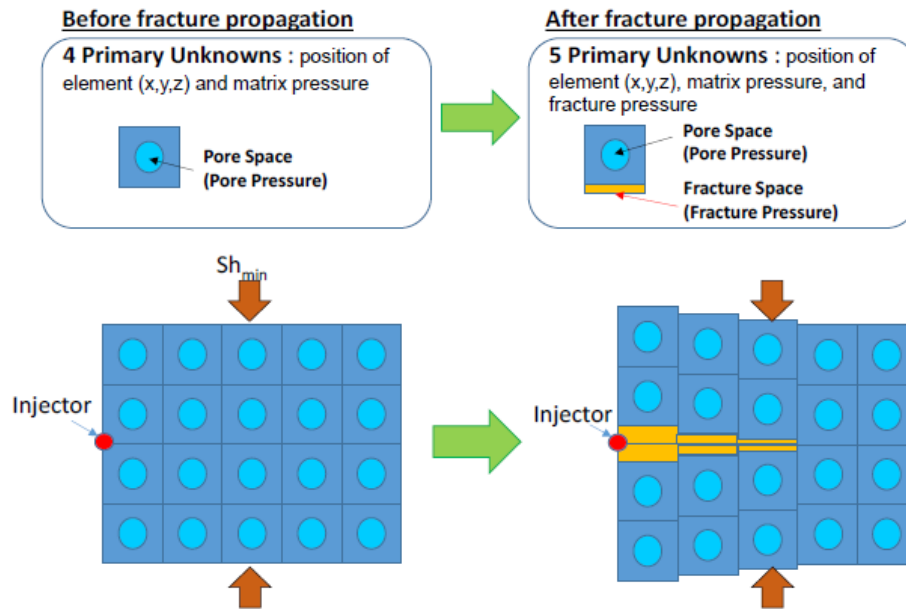 Before fracture propagation
4 Primary Unknowns : position of
element (x,y,z) and matrix pressure
Pore Space
(Pore Pressure)
After fracture propagation
5 Primary Unknowns : position of
element (x,y,z), matrix pressure, and
fracture pressure
Pore Space
(Pore Pressure)
Fracture Space
(Fracture Pressure)
Sh_min
Injector
Injector